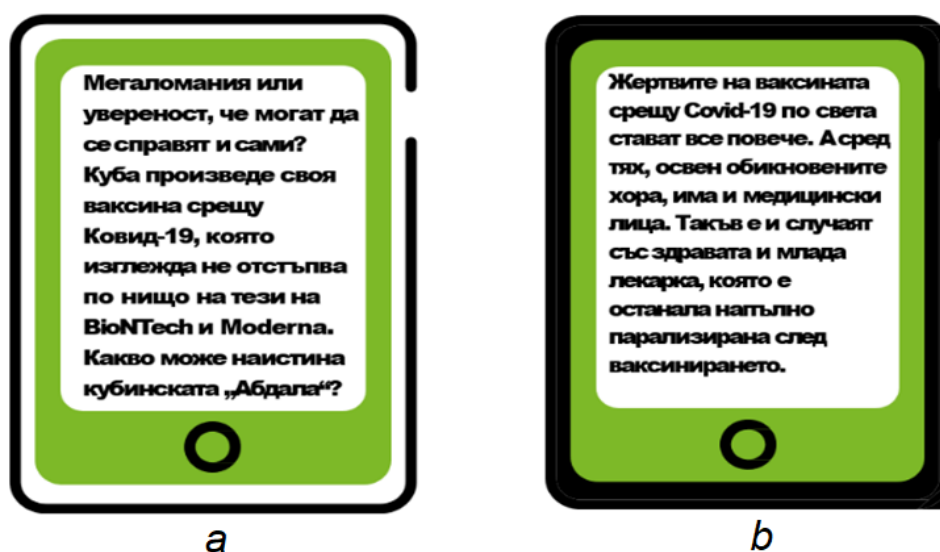 Мегаломания или
увереност, че могат да
се справят и сами?
Куба произведе своя
ваксина срещу
Ковид-19, която
изглежда не отстъпва
по нищо на тези на
BioNTech и Moderna.
Какво може наистина
кубинската „Абдала“?
a
Жертвите на ваксината
срещу Covid-19 по света
стават все повече. А сред
тях, освен обикновените
хора, има и медицински
лица. Такъв е и случаят
със здравата и млада
лекарка, която е
останала напълно
парализирана след
ваксинирането.
b